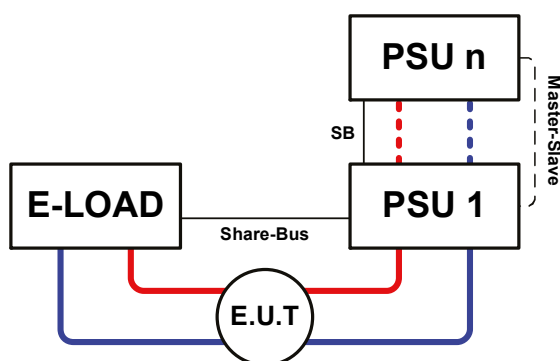 PSU n
Master-Slave
SB
E-LOAD
PSU 1
Share-Bus
E.U.T